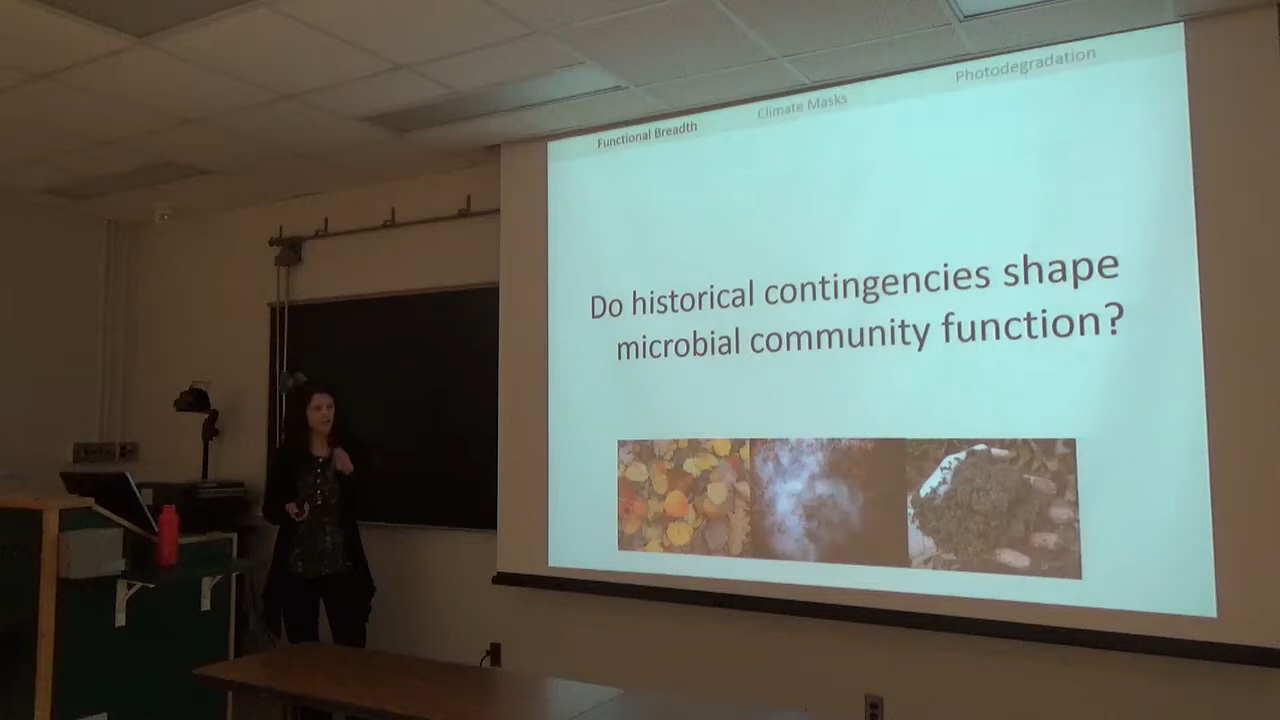 Functional Breadth
Climate Masks
Photodegradation
Do historical contingencies shape
microbial community function?